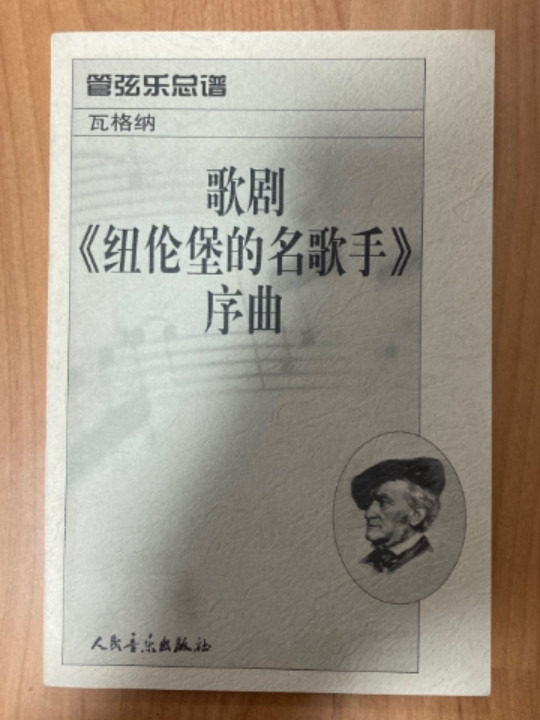 管弦乐总谱
瓦格纳
歌剧
《纽伦堡的名歌手》
序曲
人民音乐出版社